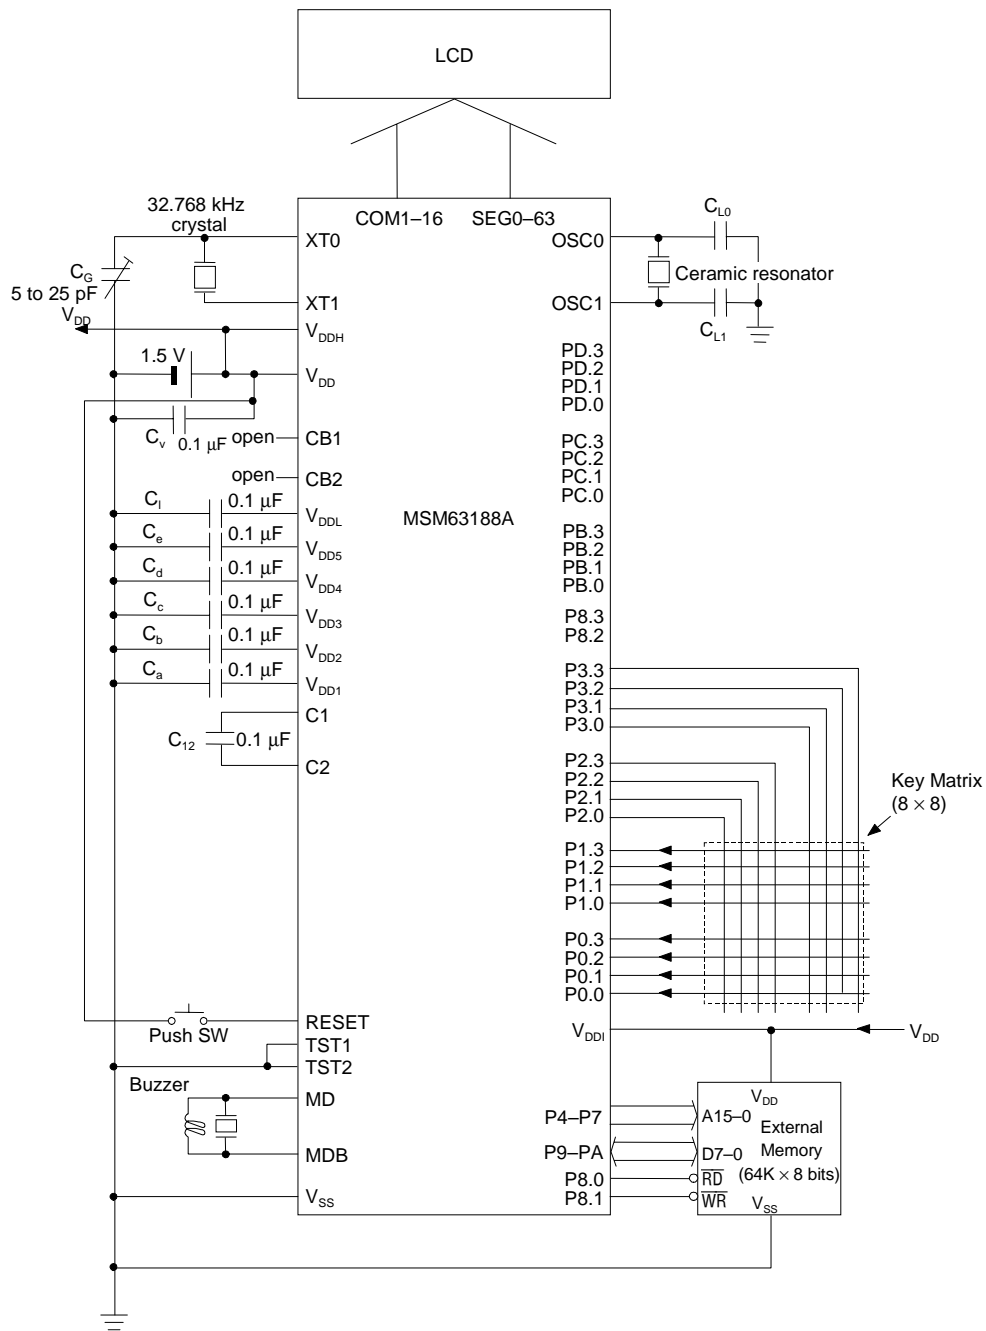 LCD
COM1–16
SEG0–63
32.768 kHz
crystal
XT0
XT1
C_G
5 to 25 pF
V_DD
V_DDH
1.5 V
V_DD
C_v
0.1 μF
open
CB1
open
CB2
C_l
0.1 μF
V_DDL
C_e
0.1 μF
V_DD5
C_d
0.1 μF
V_DD4
C_c
0.1 μF
V_DD3
C_b
0.1 μF
V_DD2
C_a
0.1 μF
V_DD1
C1
C_12
0.1 μF
C2
Push SW
RESET
TST1
TST2
Buzzer
MD
MDB
V_SS
MSM63188A
OSC0
C_L0
Ceramic resonator
OSC1
C_L1
PD.3
PD.2
PD.1
PD.0
PC.3
PC.2
PC.1
PC.0
PB.3
PB.2
PB.1
PB.0
P8.3
P8.2
P3.3
P3.2
P3.1
P3.0
P2.3
P2.2
P2.1
P2.0
Key Matrix
(8 × 8)
P1.3
P1.2
P1.1
P1.0
P0.3
P0.2
P0.1
P0.0
V_DDI
V_DD
P4–P7
P9–PA
P8.0
P8.1
V_DD
A15–0
External
Memory
D7–0
(64K × 8 bits)
RD
WR
V_SS